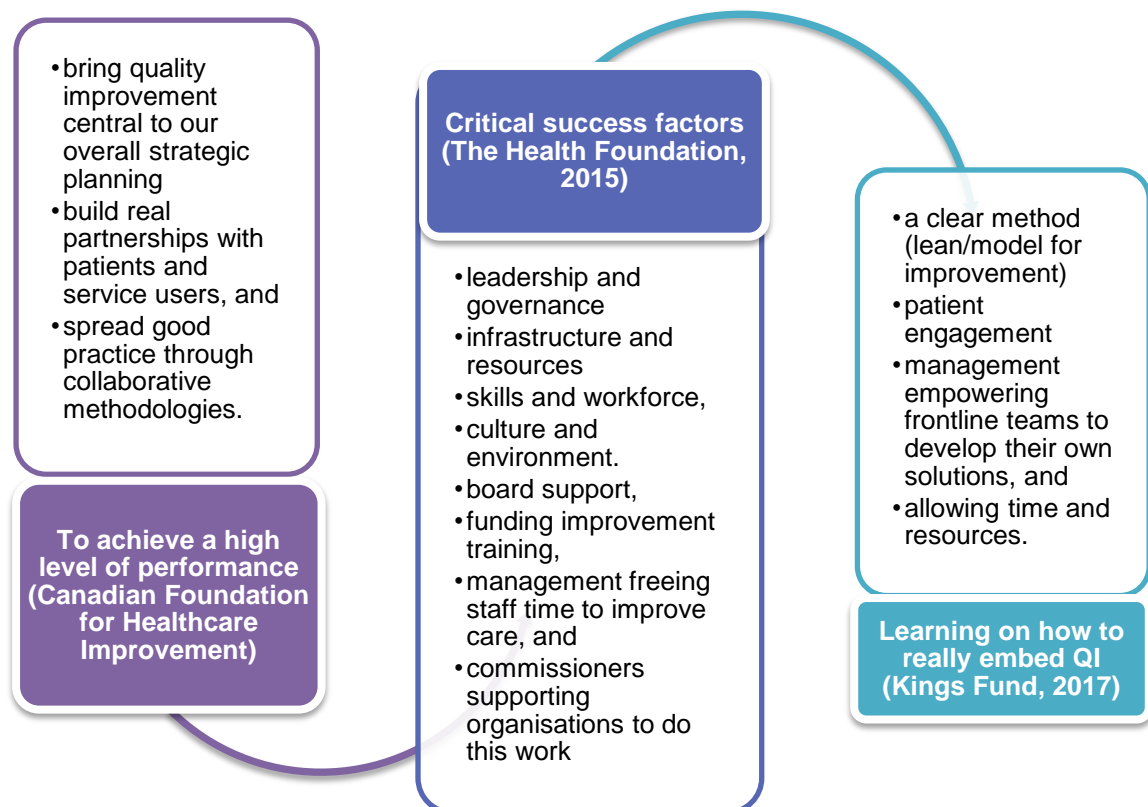 •bring quality
improvement
central to our
overall strategic
planning
•build real
partnerships with
patients and
service users, and
•spread good
practice through
collaborative
methodologies.
To achieve a high
level of performance
(Canadian Foundation
for Healthcare
Improvement)
Critical success factors
(The Health Foundation,
2015)
•leadership and
governance
•infrastructure and
resources
•skills and workforce,
•culture and
environment.
•board support,
•funding improvement
training,
•management freeing
staff time to improve
care, and
•commissioners
supporting
organisations to do
this work
•a clear method
(lean/model for
improvement)
•patient
engagement
•management
empowering
frontline teams to
develop their own
solutions, and
•allowing time and
resources.
Learning on how to
really embed QI
(Kings Fund, 2017)